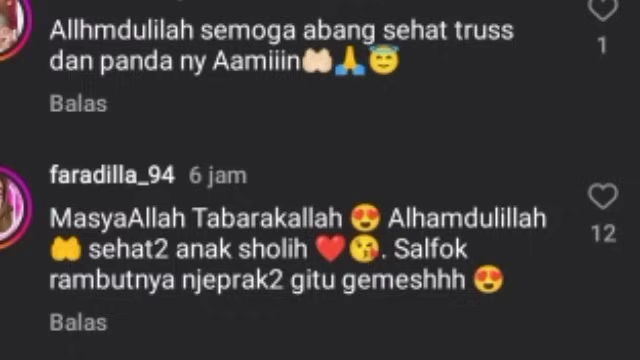 Allhmdulilah semoga abang sehat truss
dan panda ny Aamiiin🤲🏻🙏😇
1
Balas
faradilla_94 6 jam
MasyaAllah Tabarakallah 😍 Alhamdulillah
🤲 sehat2 anak sholih ❤️😘. Salfok
rambutnya njeprak2 gitu gemeshhh 😍
12
Balas